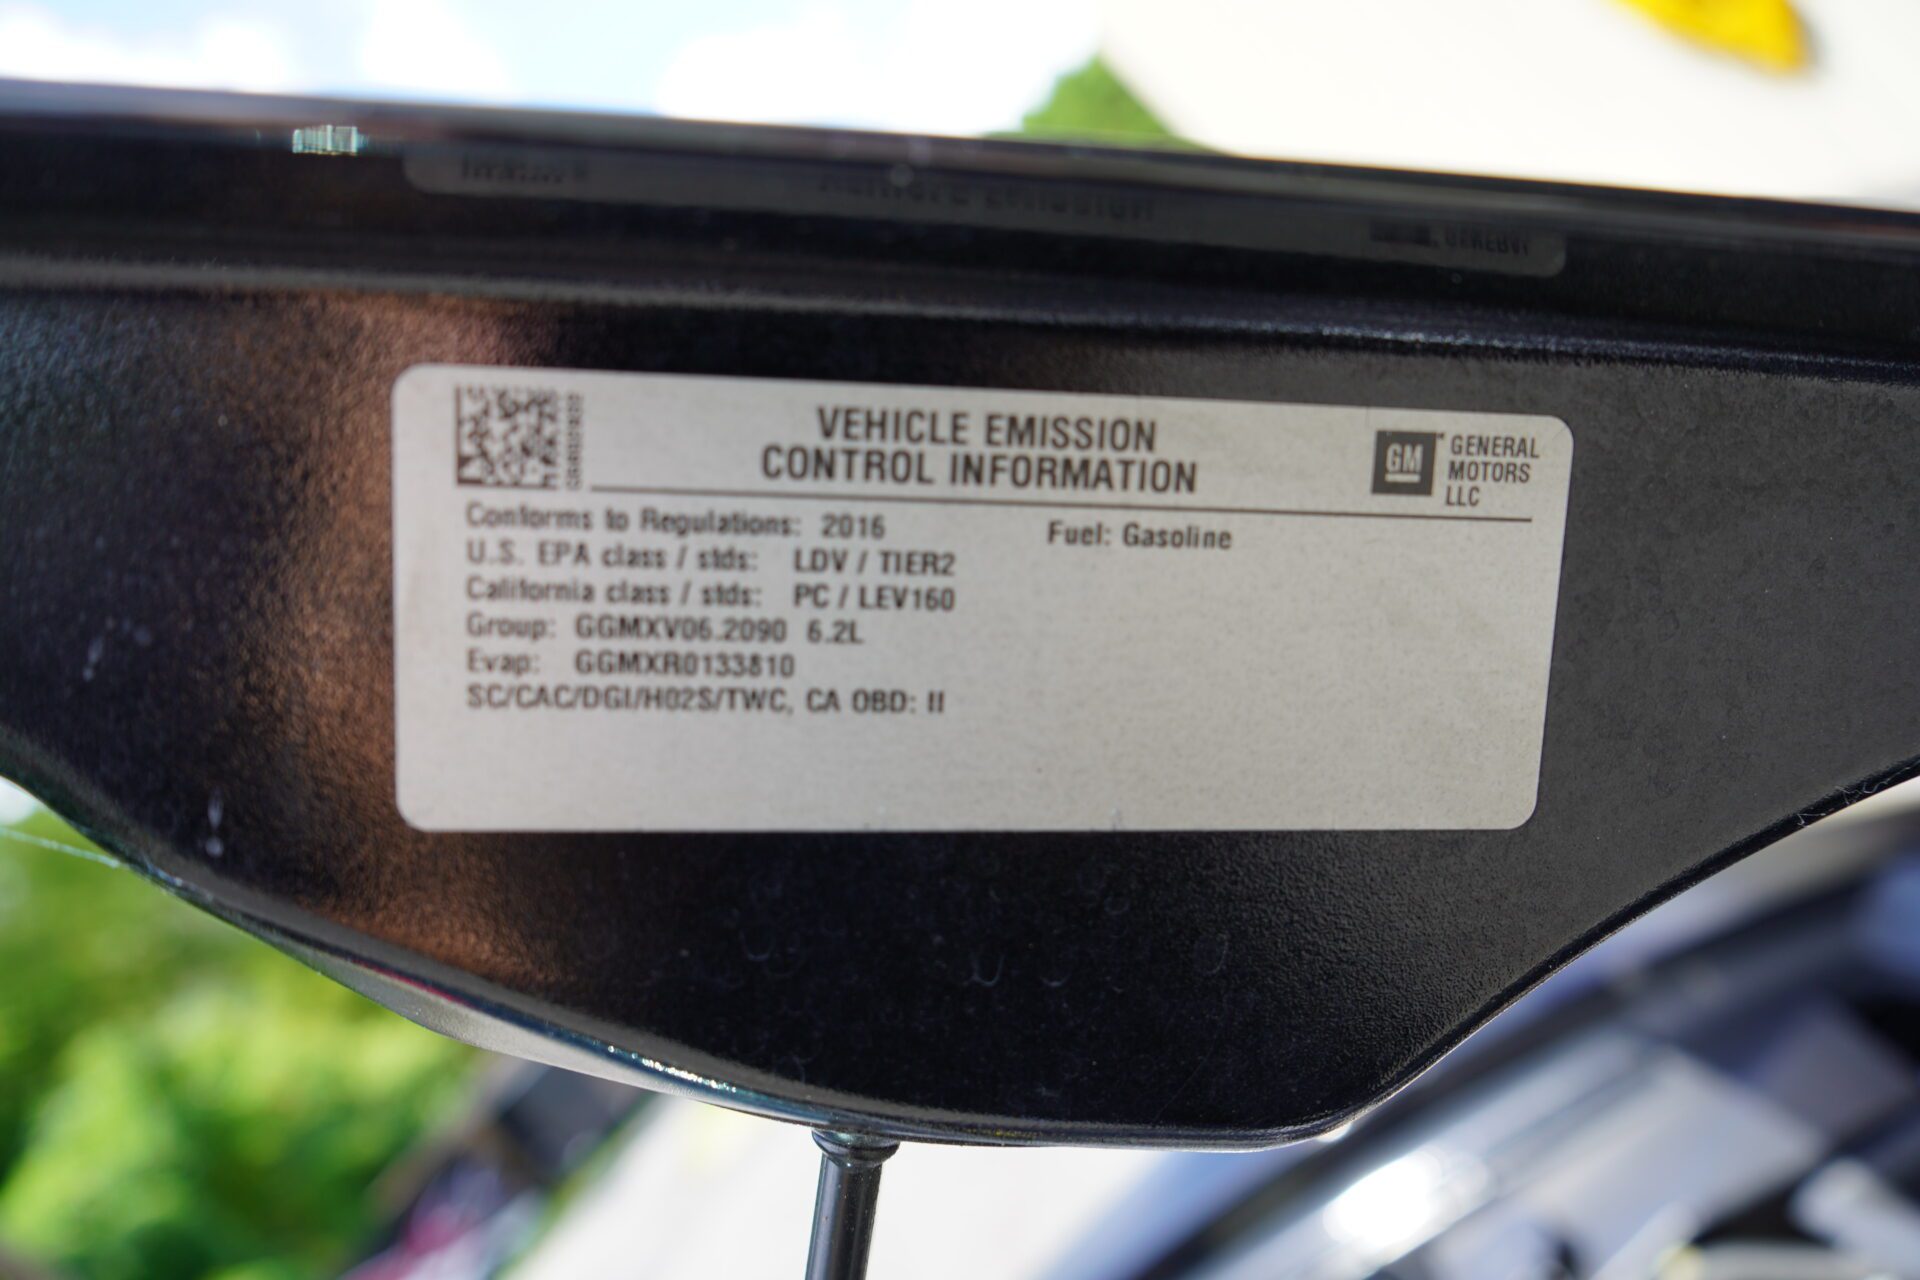 VEHICLE EMISSION
CONTROL INFORMATION
GM GENERAL
MOTORS
LLC
Conforms to Regulations: 2016
Fuel: Gasoline
U.S. EPA class / stds: LDV / TIER2
California class / stds: PC / LEV160
Group: GGMXV06.2090 6.2L
Evap: GGMXR0133810
SC/CAC/DGI/HO2S/TWC, CA OBD: II